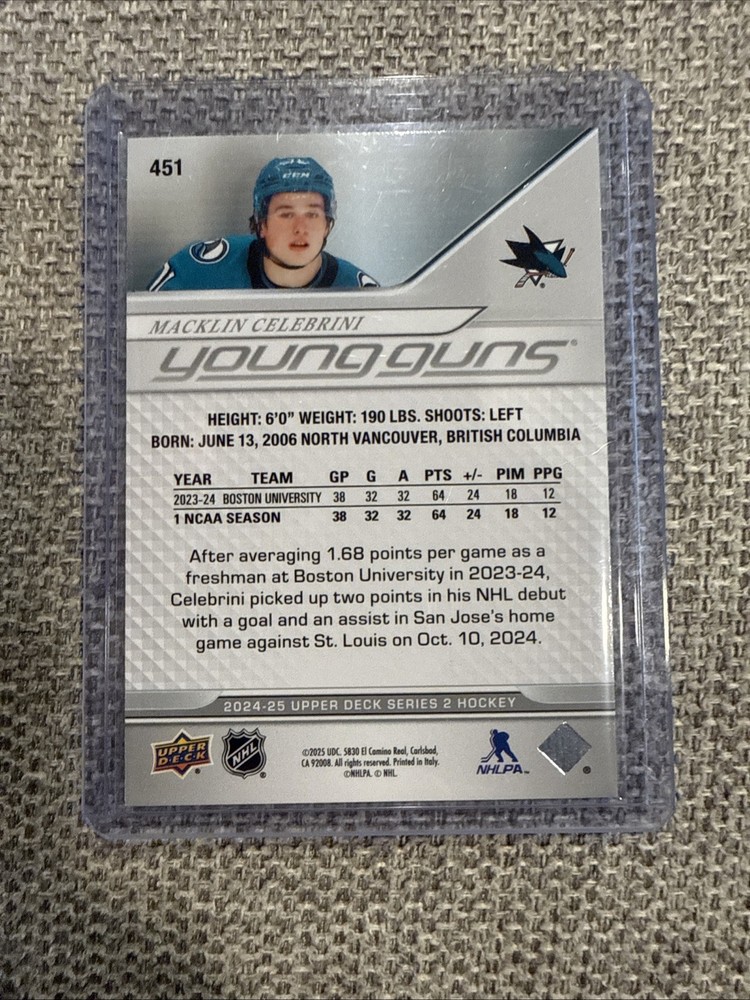 451
CCM
MACKLIN CELEBRINI
young guns
HEIGHT: 6'0" WEIGHT: 190 LBS. SHOOTS: LEFT
BORN: JUNE 13, 2006 NORTH VANCOUVER, BRITISH COLUMBIA
YEAR TEAM GP G A PTS +/- PIM PPG
2023-24 BOSTON UNIVERSITY 38 32 32 64 24 18 12
1 NCAA SEASON 38 32 32 64 24 18 12
After averaging 1.68 points per game as a
freshman at Boston University in 2023-24,
Celebrini picked up two points in his NHL debut
with a goal and an assist in San Jose's home
game against St. Louis on Oct. 10, 2024.
2024-25 UPPER DECK SERIES 2 HOCKEY
UPPER
D·E·C·K
®
NHL
®
©2025 UDC. 5830 El Camino Real, Carlsbad,
CA 92008. All rights reserved. Printed in Italy.
©NHLPA. © NHL.
NHLPA™
®